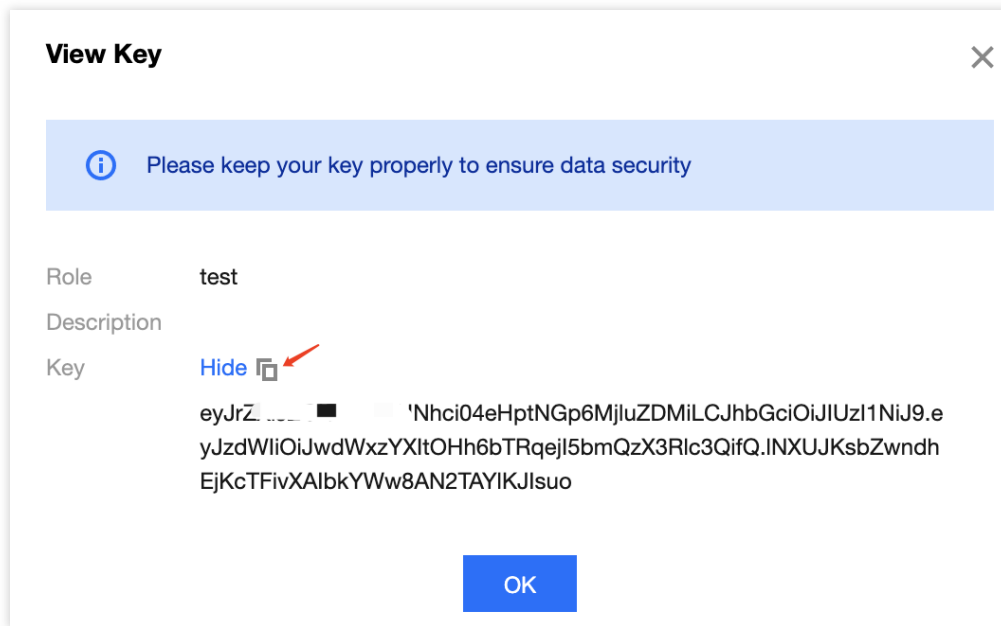 View Key
Please keep your key properly to ensure data security
Role test
Description
Key Hide
'Nhci04eHptNGp6MjluZDMiLCJhbGciOiJIUzI1NiJ9.e
yJzdWIiOiJwdWxzYXItOHh6bTRqejI5bmQzX3Rlc3QifQ.lNXUJKsbZwndh
EjKcTFivXAIbkYWw8AN2TAYlKJIsuo
OK